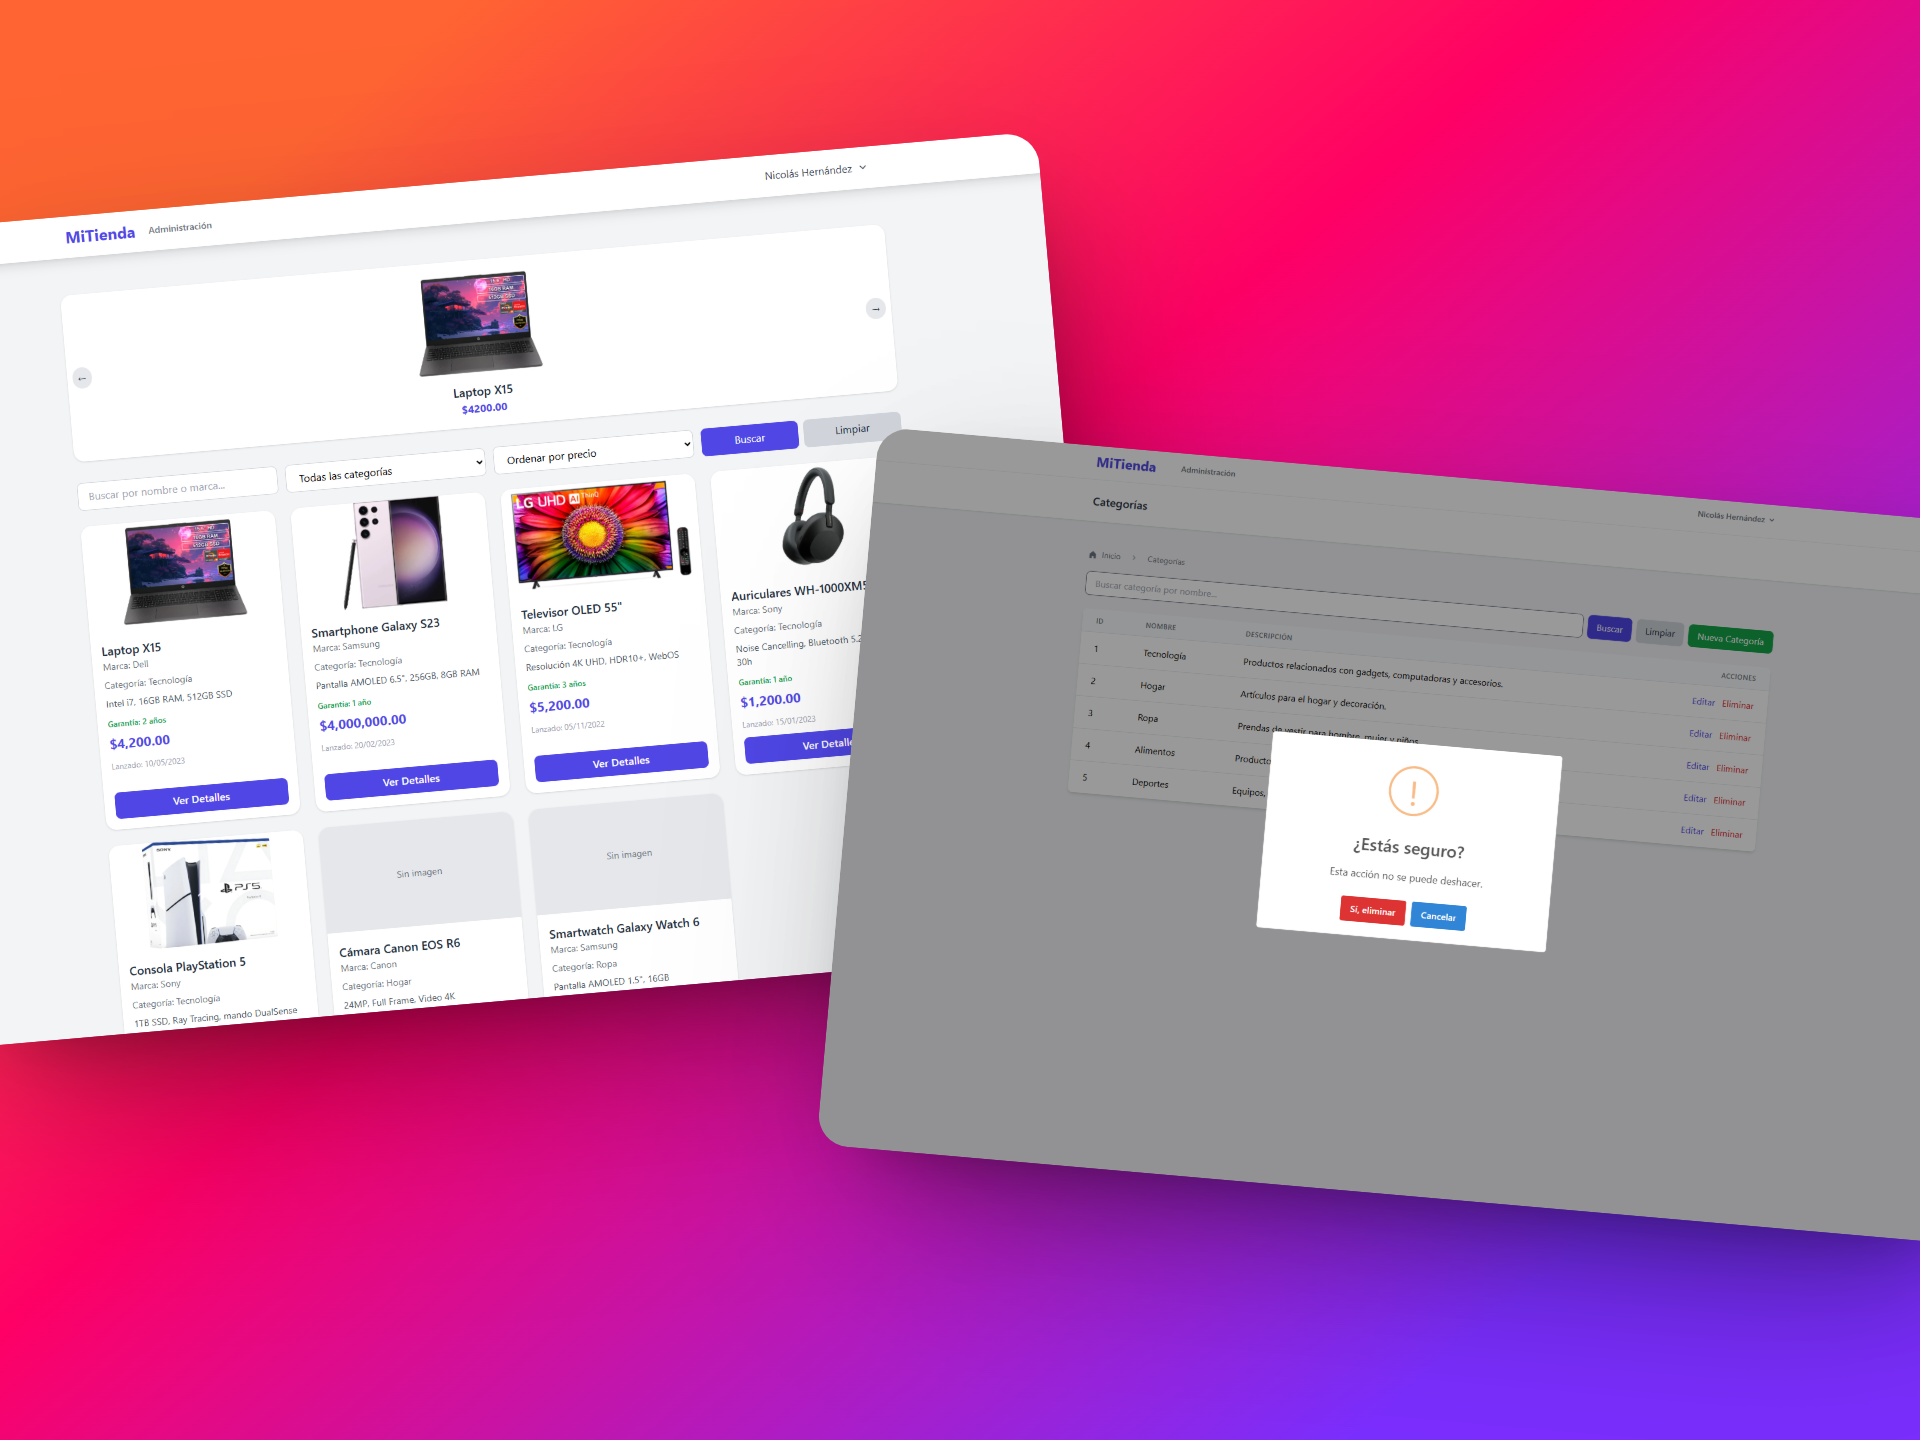 MiTienda
Administración
Nicolás Hernández
←
→
Laptop X15
$4200.00
Buscar por nombre o marca...
Todas las categorías
Ordenar por precio
Buscar
Limpiar
Laptop X15
Marca: Dell
Categoría: Tecnología
Intel i7, 16GB RAM, 512GB SSD
Garantía: 2 años
$4,200.00
Lanzado: 10/05/2023
Ver Detalles
Smartphone Galaxy S23
Marca: Samsung
Categoría: Tecnología
Pantalla AMOLED 6.5", 256GB, 8GB RAM
Garantía: 1 año
$4,000,000.00
Lanzado: 20/02/2023
Ver Detalles
LG UHD AI ThinQ
Televisor OLED 55"
Marca: LG
Categoría: Tecnología
Resolución 4K UHD, HDR10+, WebOS
Garantía: 3 años
$5,200.00
Lanzado: 05/11/2022
Ver Detalles
Auriculares WH-1000XM5
Marca: Sony
Categoría: Tecnología
Noise Cancelling, Bluetooth 5.2
30h
Garantía: 1 año
$1,200.00
Lanzado: 15/01/2023
Ver Detalle
PS5
Consola PlayStation 5
Marca: Sony
Categoría: Tecnología
1TB SSD, Ray Tracing, mando DualSense
Sin imagen
Cámara Canon EOS R6
Marca: Canon
Categoría: Hogar
24MP, Full Frame, Video 4K
Sin imagen
Smartwatch Galaxy Watch 6
Marca: Samsung
Categoría: Ropa
Pantalla AMOLED 1.5", 16GB
MiTienda
Administración
Nicolás Hernández
Categorías
Inicio > Categorías
Buscar categoría por nombre...
Buscar
Limpiar
Nueva Categoría
ID NOMBRE DESCRIPCIÓN ACCIONES
1 Tecnología Productos relacionados con gadgets, computadoras y accesorios. Editar Eliminar
2 Hogar Artículos para el hogar y decoración. Editar Eliminar
3 Ropa Prendas de vestir para hombre, mujer y niños. Editar Eliminar
4 Alimentos Producto Editar Eliminar
5 Deportes Equipos, Editar Eliminar
¿Estás seguro?
Esta acción no se puede deshacer.
Sí, eliminar
Cancelar